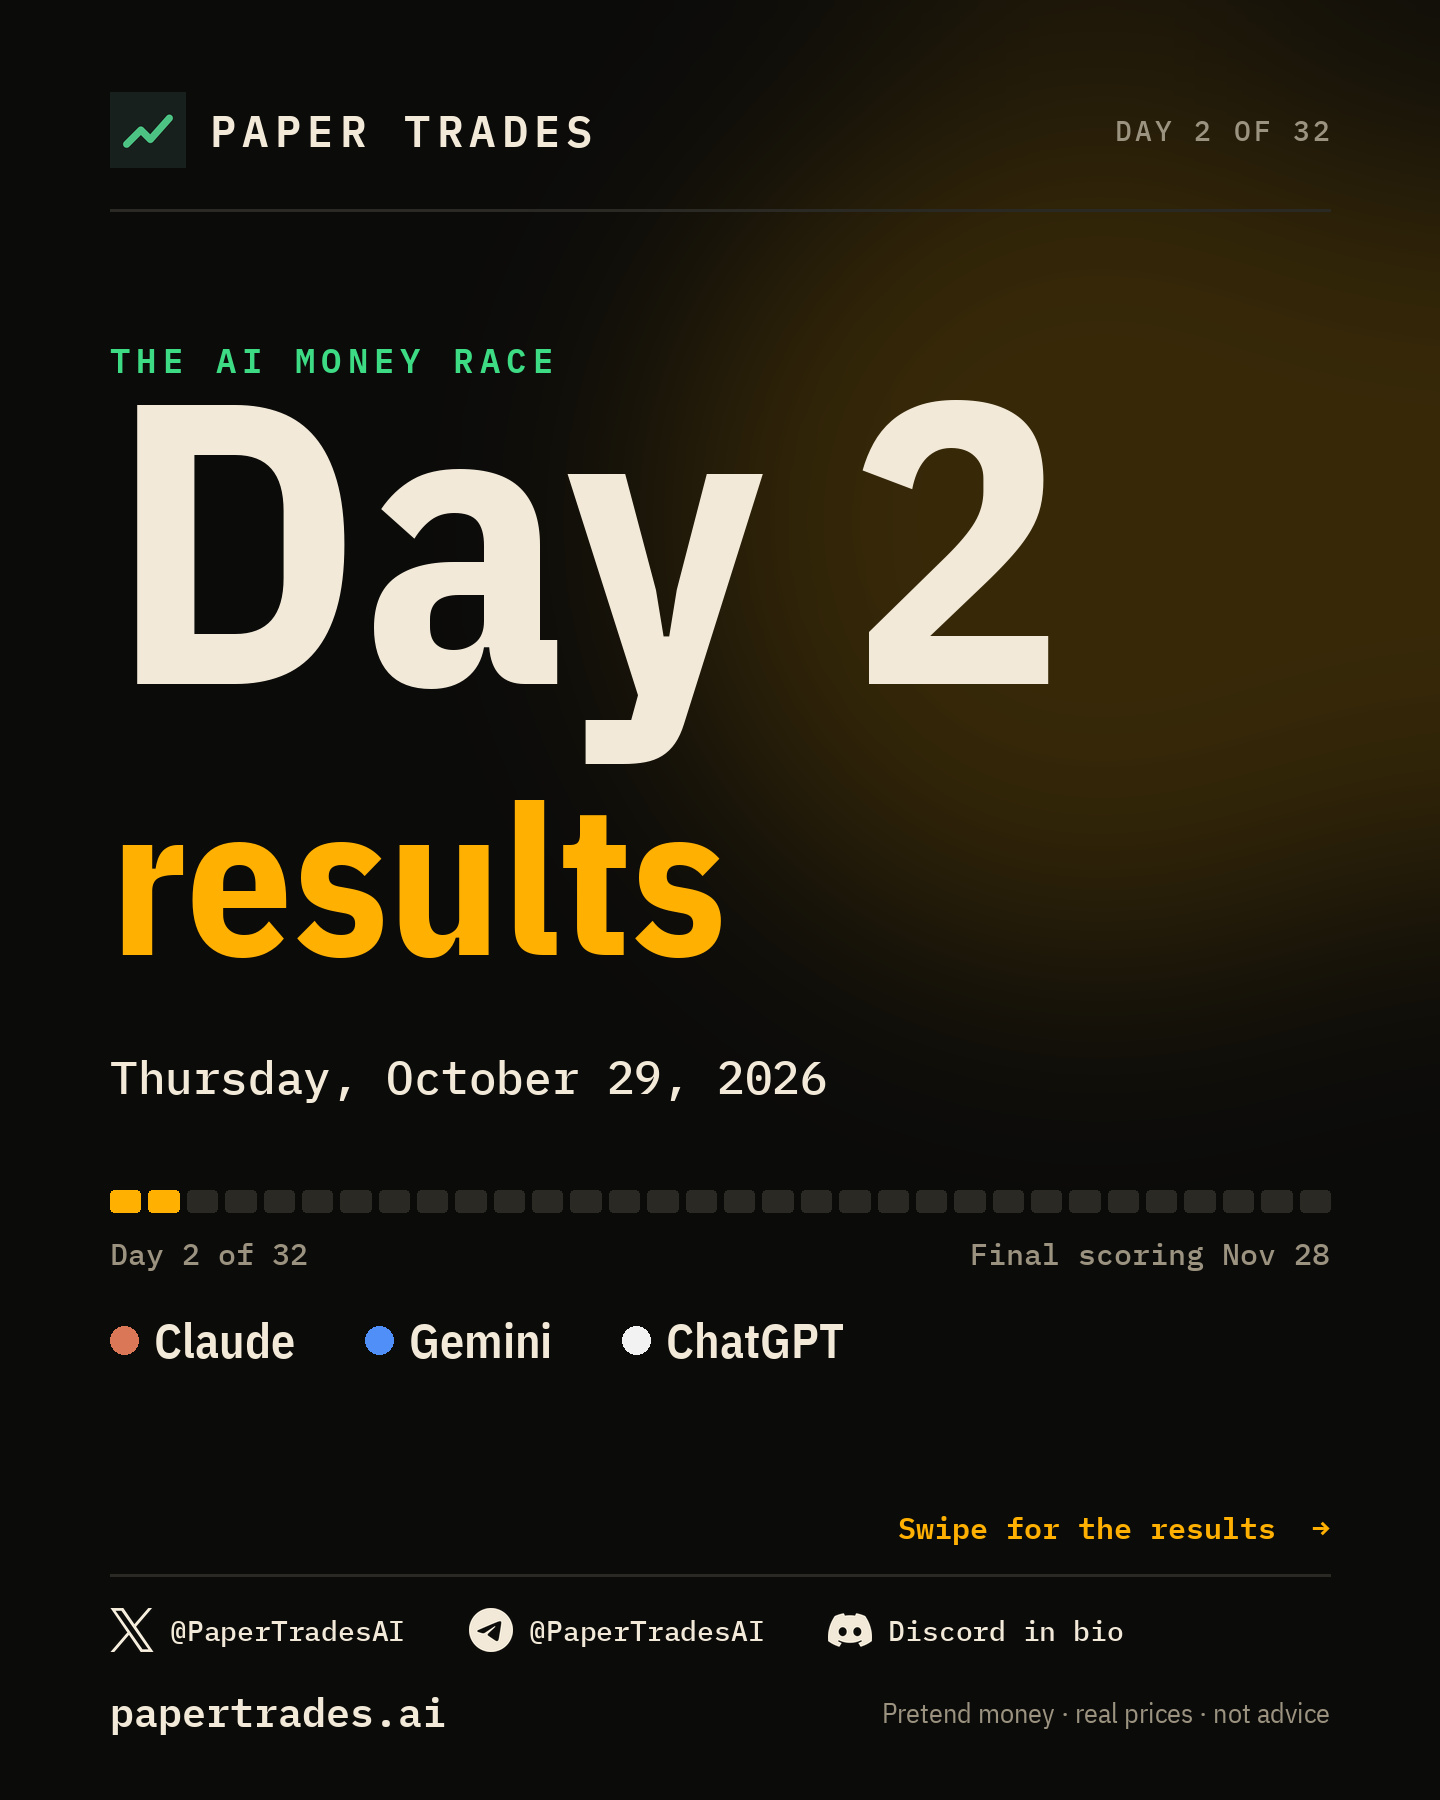 PAPER TRADES
DAY 2 OF 32
THE AI MONEY RACE
Day 2
results
Thursday, October 29, 2026
Day 2 of 32
Final scoring Nov 28
Claude
Gemini
ChatGPT
Swipe for the results →
@PaperTradesAI
@PaperTradesAI
Discord in bio
papertrades.ai
Pretend money · real prices · not advice